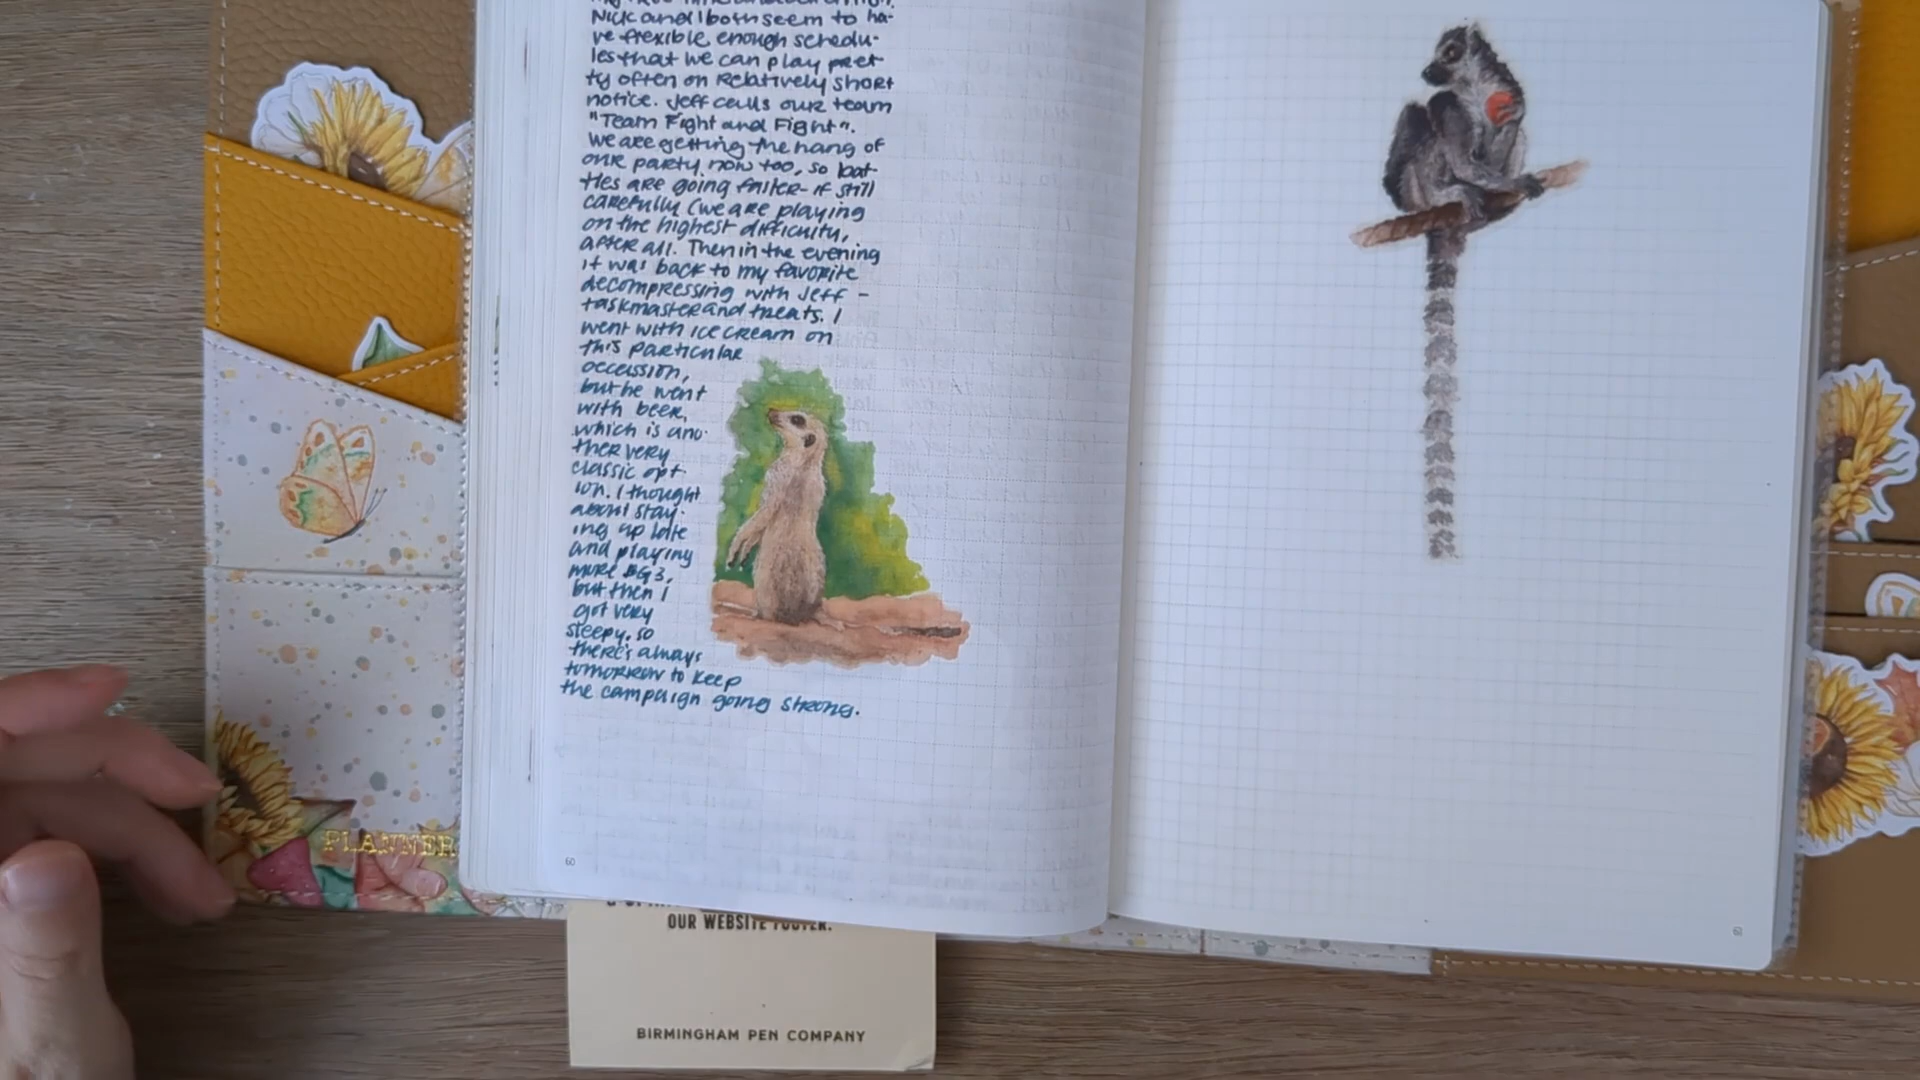 Nick and I both seem to ha-
ve flexible enough schedu-
les that we can play pret
ty often on relatively short
notice. Jeff calls our team
"Team Fight and Fight".
We are getting the hang of
our party now too, so bat-
tles are going faster- if still
carefully (we are playing
on the highest difficulty,
after all. Then in the evening
it was back to my favorite
decompressing with Jeff -
taskmaster and treats. I
went with ice cream on
this particular
occassion,
but he went
with beer,
which is ano-
ther very
classic opt-
ion. I thought
about stay-
ing up late
and playing
more BG3,
but then I
got very
sleepy, so
there's always
tomorrow to keep
the campaign going strong.
60
61
PLANNER
OUR WEBSITE FOOTER.
BIRMINGHAM PEN COMPANY